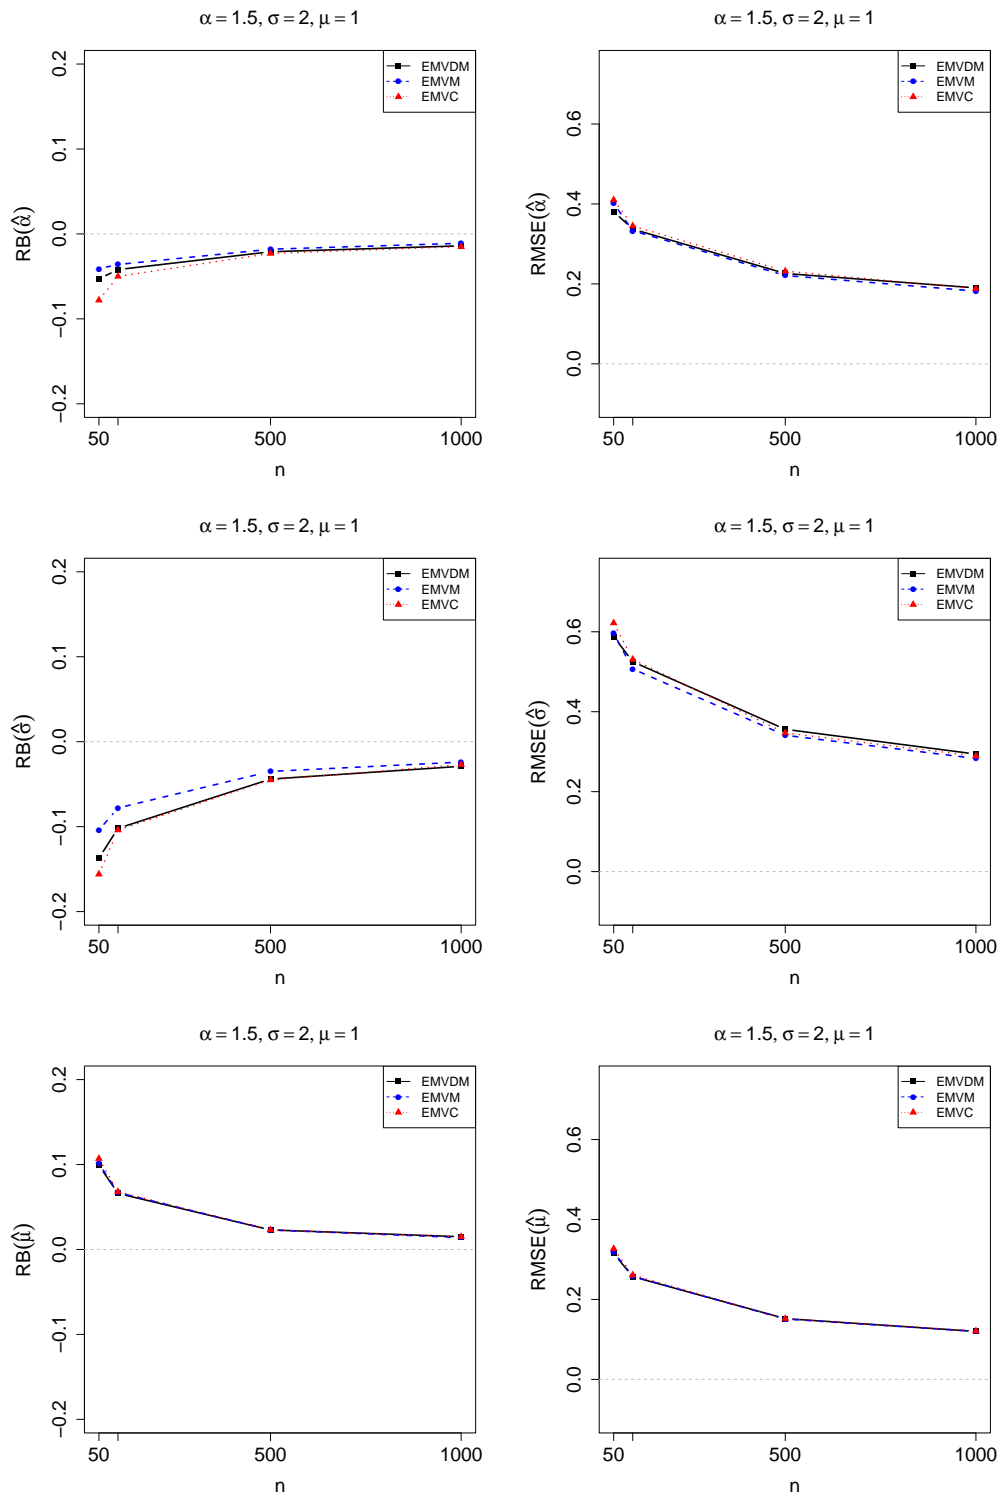 α = 1.5, σ = 2, μ = 1
RB(α̂)
0.2
0.1
0.0
−0.1
−0.2
50
500
1000
n
EMVDM
EMVM
EMVC
α = 1.5, σ = 2, μ = 1
RMSE(α̂)
0.6
0.4
0.2
0.0
50
500
1000
n
EMVDM
EMVM
EMVC
α = 1.5, σ = 2, μ = 1
RB(σ̂)
0.2
0.1
0.0
−0.1
−0.2
50
500
1000
n
EMVDM
EMVM
EMVC
α = 1.5, σ = 2, μ = 1
RMSE(σ̂)
0.6
0.4
0.2
0.0
50
500
1000
n
EMVDM
EMVM
EMVC
α = 1.5, σ = 2, μ = 1
RB(μ̂)
0.2
0.1
0.0
−0.1
−0.2
50
500
1000
n
EMVDM
EMVM
EMVC
α = 1.5, σ = 2, μ = 1
RMSE(μ̂)
0.6
0.4
0.2
0.0
50
500
1000
n
EMVDM
EMVM
EMVC